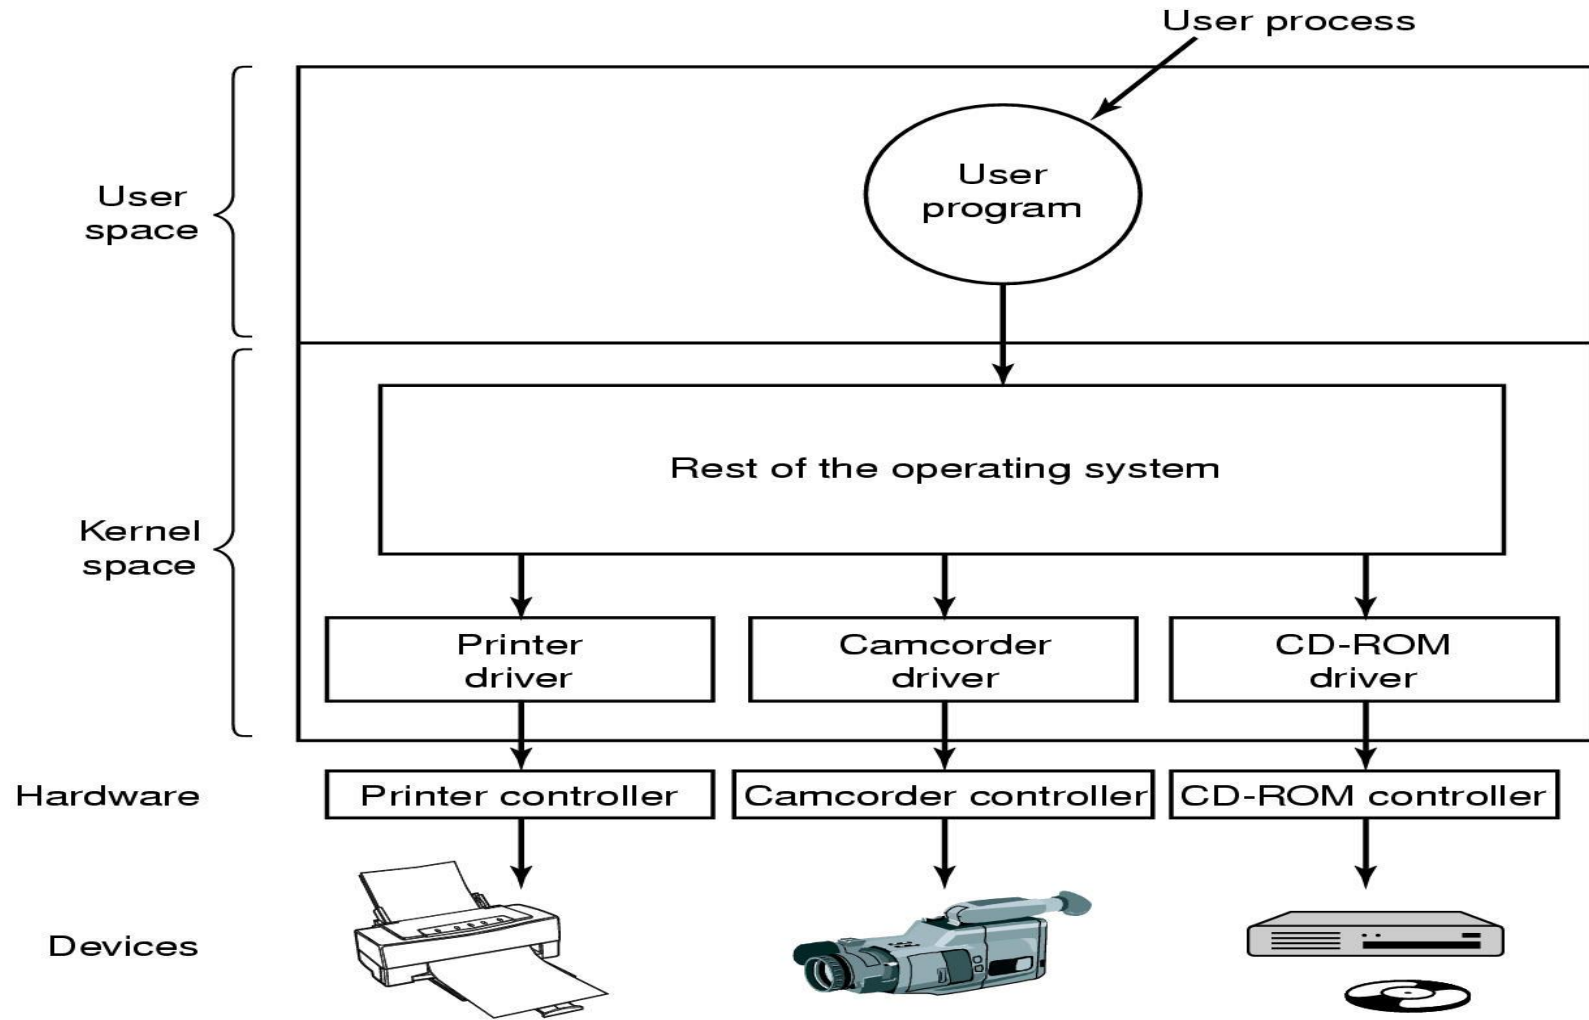 User process
User
program
User
space
Rest of the operating system
Kernel
space
Printer
driver
Camcorder
driver
CD-ROM
driver
Hardware
Printer controller
Camcorder controller
CD-ROM controller
Devices